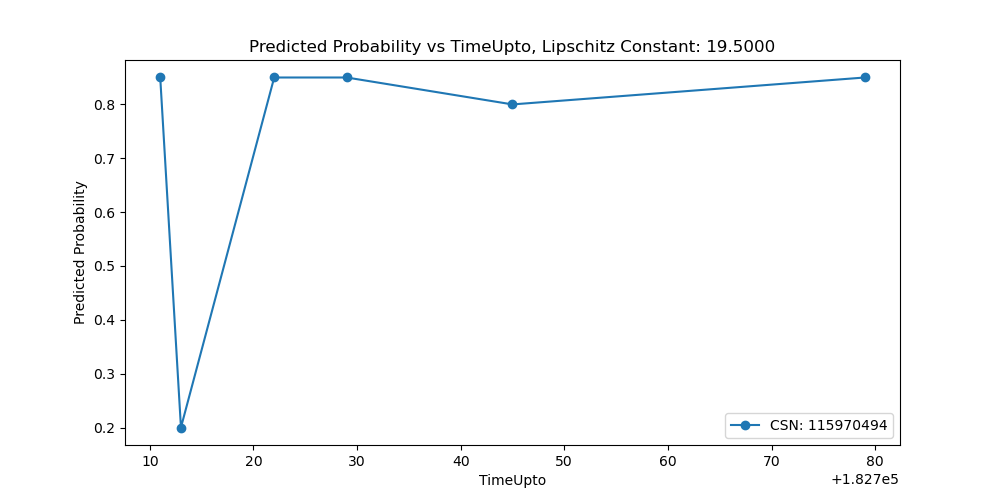 Predicted Probability vs TimeUpto, Lipschitz Constant: 19.5000
Predicted Probability
0.8
0.7
0.6
0.5
0.4
0.3
0.2
CSN: 115970494
10 20 30 40 50 60 70 80
TimeUpto
+1.827e5